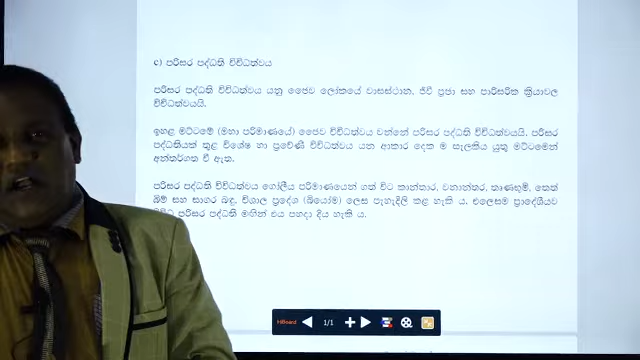 c) පරිසර පද්ධති විවිධත්වය
පරිසර පද්ධති විවිධත්වය යනු ජෛව ලෝකයේ වාසස්ථාන, ජීවී ප්‍රජා සහ පාරිසරික ක්‍රියාවල
විවිධත්වයයි.
ඉහළ මට්ටමේ (මහා පරිමාණයේ) ජෛව විවිධත්වය වන්නේ පරිසර පද්ධති විවිධත්වයයි. පරිසර
පද්ධතියක් තුළ විශේෂ හා ප්‍රවේණි විවිධත්වය යන ආකාර දෙක ම සැලකිය යුතු මට්ටමෙන්
අන්තර්ගත වී ඇත.
පරිසර පද්ධති විවිධත්වය ගෝලීය පරිමාණයෙන් ගත් විට කාන්තාර, වනාන්තර, තෘණභූමි, තෙත්
බිම් සහ සාගර බඳු, විශාල ප්‍රදේශ (බියෝම) ලෙස පැහැදිලි කළ හැකි ය. එලෙසම ප්‍රාදේශීයව
පරිසර පද්ධති මඟින් එය පහදා දිය හැකි ය.
HiBoard 1/1